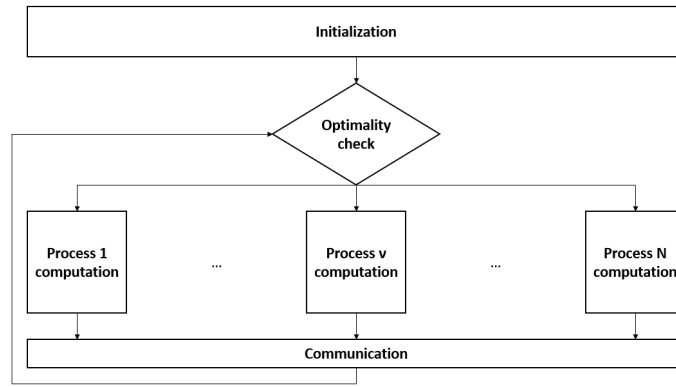 Initialization
Optimality
check
Process 1
computation
...
Process v
computation
...
Process N
computation
Communication